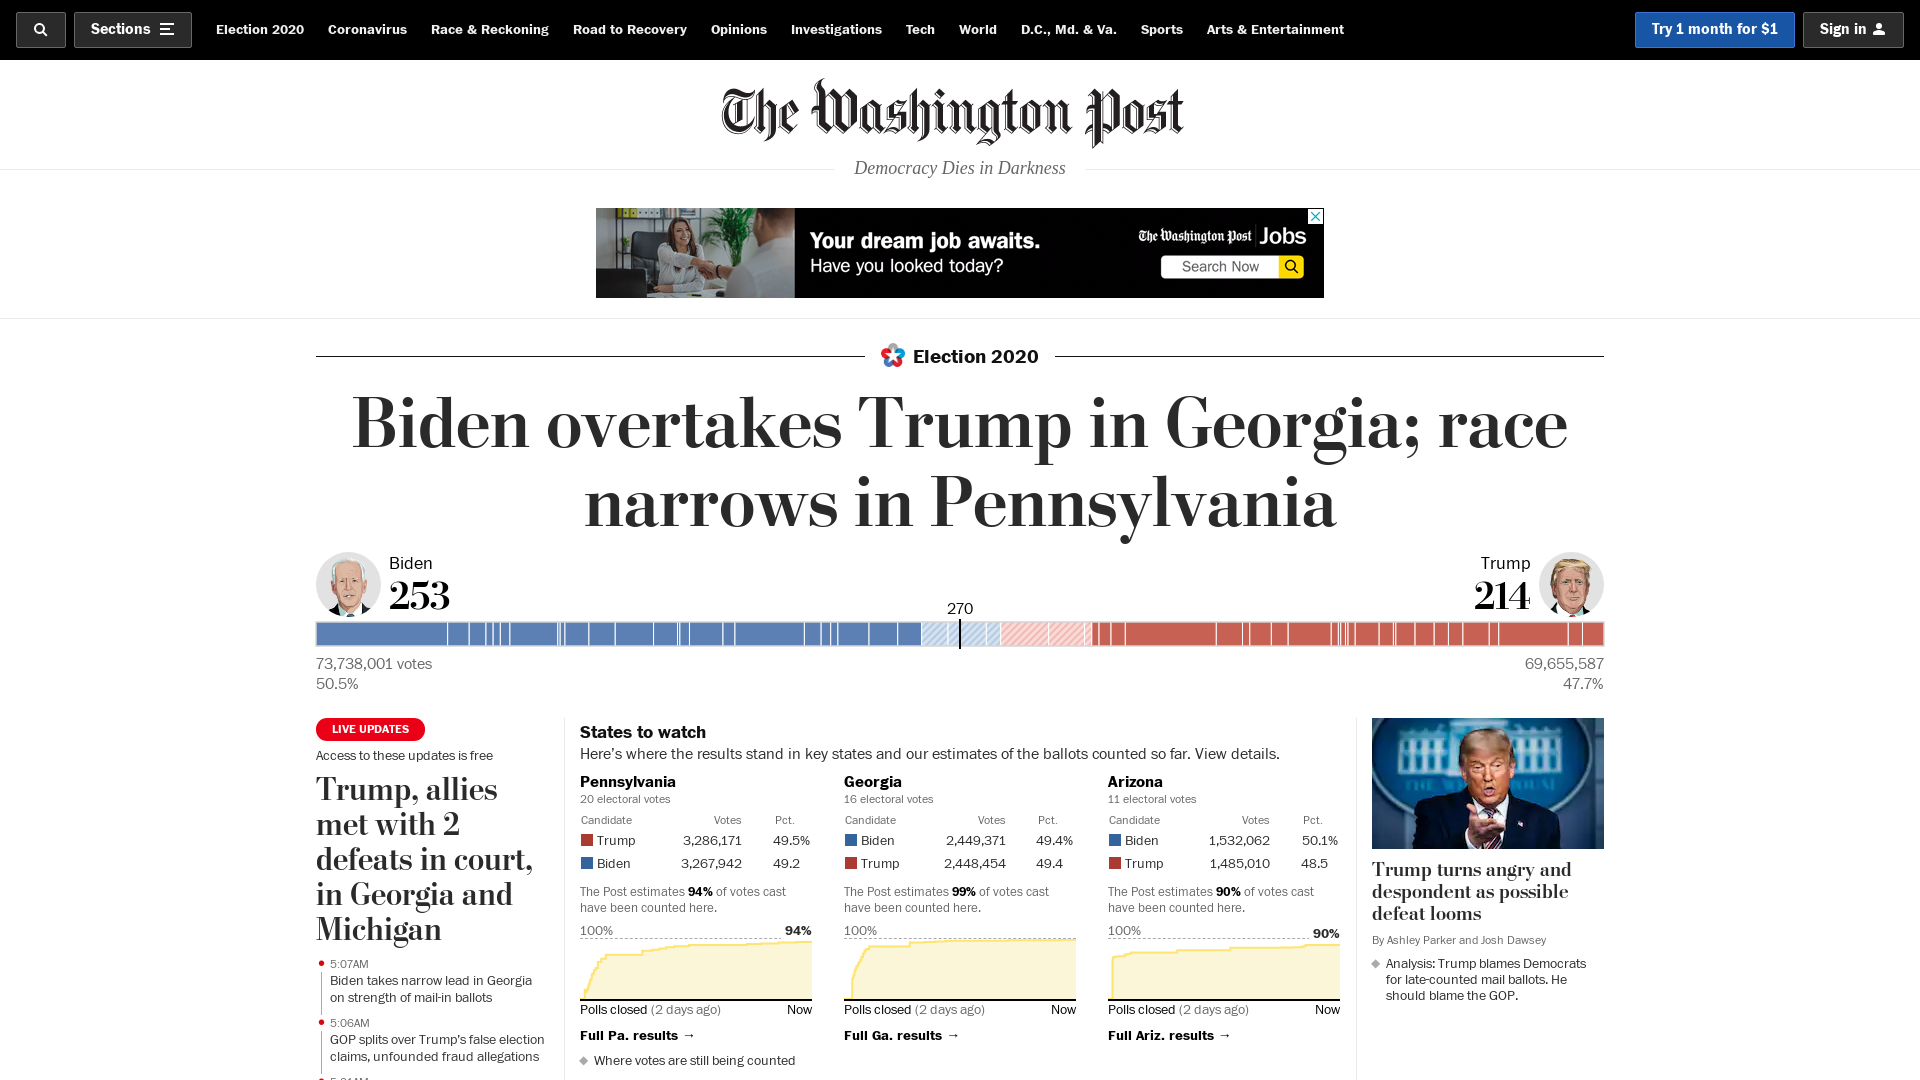 Sections
Election 2020
Coronavirus
Race & Reckoning
Road to Recovery
Opinions
Investigations
Tech
World
D.C., Md. & Va.
Sports
Arts & Entertainment
Try 1 month for $1
Sign in
The Washington Post
Democracy Dies in Darkness
Your dream job awaits.
Have you looked today?
The Washington Post Jobs
Search Now
Election 2020
Biden overtakes Trump in Georgia; race
narrows in Pennsylvania
Biden
253
270
Trump
214
73,738,001 votes
50.5%
69,655,587
47.7%
LIVE UPDATES
Access to these updates is free
Trump, allies
met with 2
defeats in court,
in Georgia and
Michigan
5:07AM
Biden takes narrow lead in Georgia
on strength of mail-in ballots
5:06AM
GOP splits over Trump's false election
claims, unfounded fraud allegations
States to watch
Here's where the results stand in key states and our estimates of the ballots counted so far. View details.
Pennsylvania
20 electoral votes
Candidate Votes Pct.
Trump 3,286,171 49.5%
Biden 3,267,942 49.2
The Post estimates 94% of votes cast
have been counted here.
100% 94%
Polls closed (2 days ago) Now
Full Pa. results →
Where votes are still being counted
Georgia
16 electoral votes
Candidate Votes Pct.
Biden 2,449,371 49.4%
Trump 2,448,454 49.4
The Post estimates 99% of votes cast
have been counted here.
100%
Polls closed (2 days ago) Now
Full Ga. results →
Arizona
11 electoral votes
Candidate Votes Pct.
Biden 1,532,062 50.1%
Trump 1,485,010 48.5
The Post estimates 90% of votes cast
have been counted here.
100% 90%
Polls closed (2 days ago) Now
Full Ariz. results →
Trump turns angry and
despondent as possible
defeat looms
By Ashley Parker and Josh Dawsey
Analysis: Trump blames Democrats
for late-counted mail ballots. He
should blame the GOP.